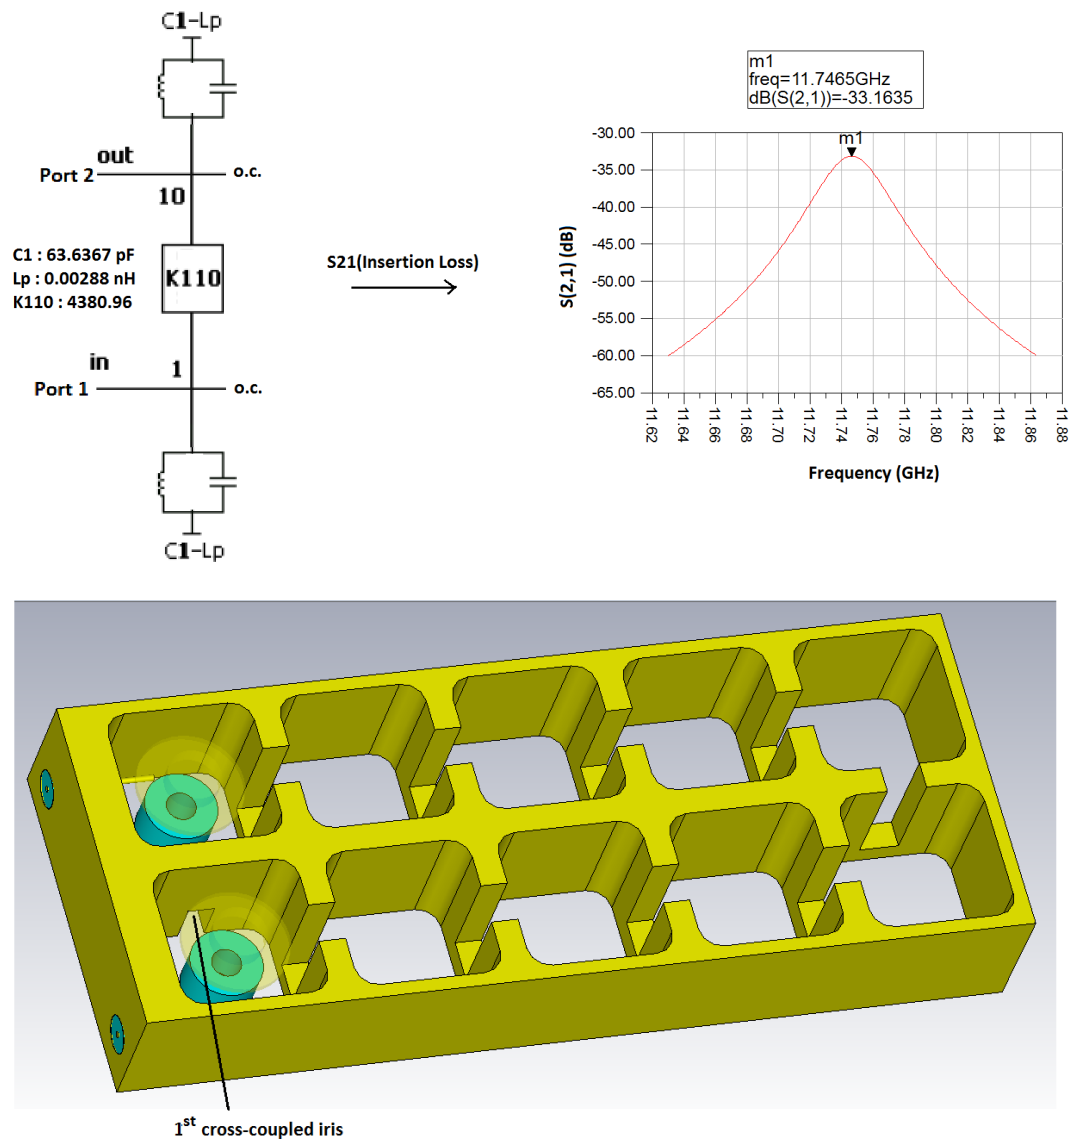 C1-Lp
out
Port 2
o.c.
10
C1 : 63.6367 pF
Lp : 0.00288 nH
K110 : 4380.96
K110
in
1
Port 1
o.c.
C1-Lp
S21(Insertion Loss)
m1
freq=11.7465GHz
dB(S(2,1))=-33.1635
m1
-30.00
-35.00
-40.00
-45.00
-50.00
-55.00
-60.00
-65.00
S(2,1) (dB)
11.62
11.64
11.66
11.68
11.70
11.72
11.74
11.76
11.78
11.80
11.82
11.84
11.86
11.88
Frequency (GHz)
1st cross-coupled iris